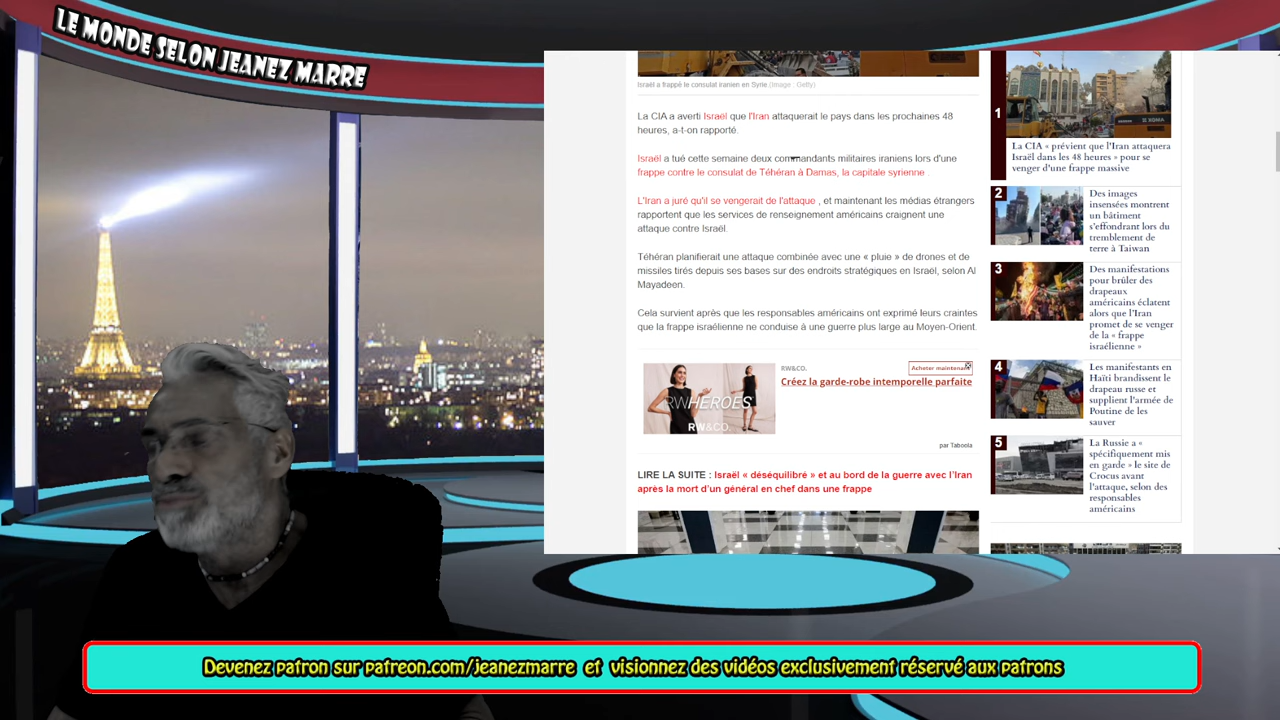 LE MONDE SELON JEANEZ MARRE
Israël a frappé le consulat iranien en Syrie (Image : Getty)
La CIA a averti Israël que l'Iran attaquerait le pays dans les prochaines 48
heures, a-t-on rapporté.
Israël a tué cette semaine deux commandants militaires iraniens lors d'une
frappe contre le consulat de Téhéran à Damas, la capitale syrienne .
L'Iran a juré qu'il se vengerait de l'attaque , et maintenant les médias étrangers
rapportent que les services de renseignement américains craignent une
attaque contre Israël.
Téhéran planifierait une attaque combinée avec une « pluie » de drones et de
missiles tirés depuis ses bases sur des endroits stratégiques en Israël, selon Al
Mayadeen.
Cela survient après que les responsables américains ont exprimé leurs craintes
que la frappe israélienne ne conduise à une guerre plus large au Moyen-Orient.
RWHEROES
RW&CO.
RW&CO.
Acheter maintenant
Créez la garde-robe intemporelle parfaite
par Taboola
LIRE LA SUITE : Israël « déséquilibré » et au bord de la guerre avec l'Iran
après la mort d'un général en chef dans une frappe
1
SDMA
La CIA « prévient que l'Iran attaquera
Israël dans les 48 heures » pour se
venger d'une frappe massive
2
Des images
insensées montrent
un bâtiment
s'effondrant lors du
tremblement de
terre à Taiwan
3
Des manifestations
pour brûler des
drapeaux
américains éclatent
alors que l'Iran
promet de se venger
de la « frappe
israélienne »
4
Les manifestants en
Haïti brandissent le
drapeau russe et
supplient l'armée de
Poutine de les
sauver
5
La Russie a «
spécifiquement mis
en garde » le site de
Crocus avant
l'attaque, selon des
responsables
américains
Devenez patron sur patreon.com/jeanezmarre et visionnez des vidéos exclusivement réservé aux patrons